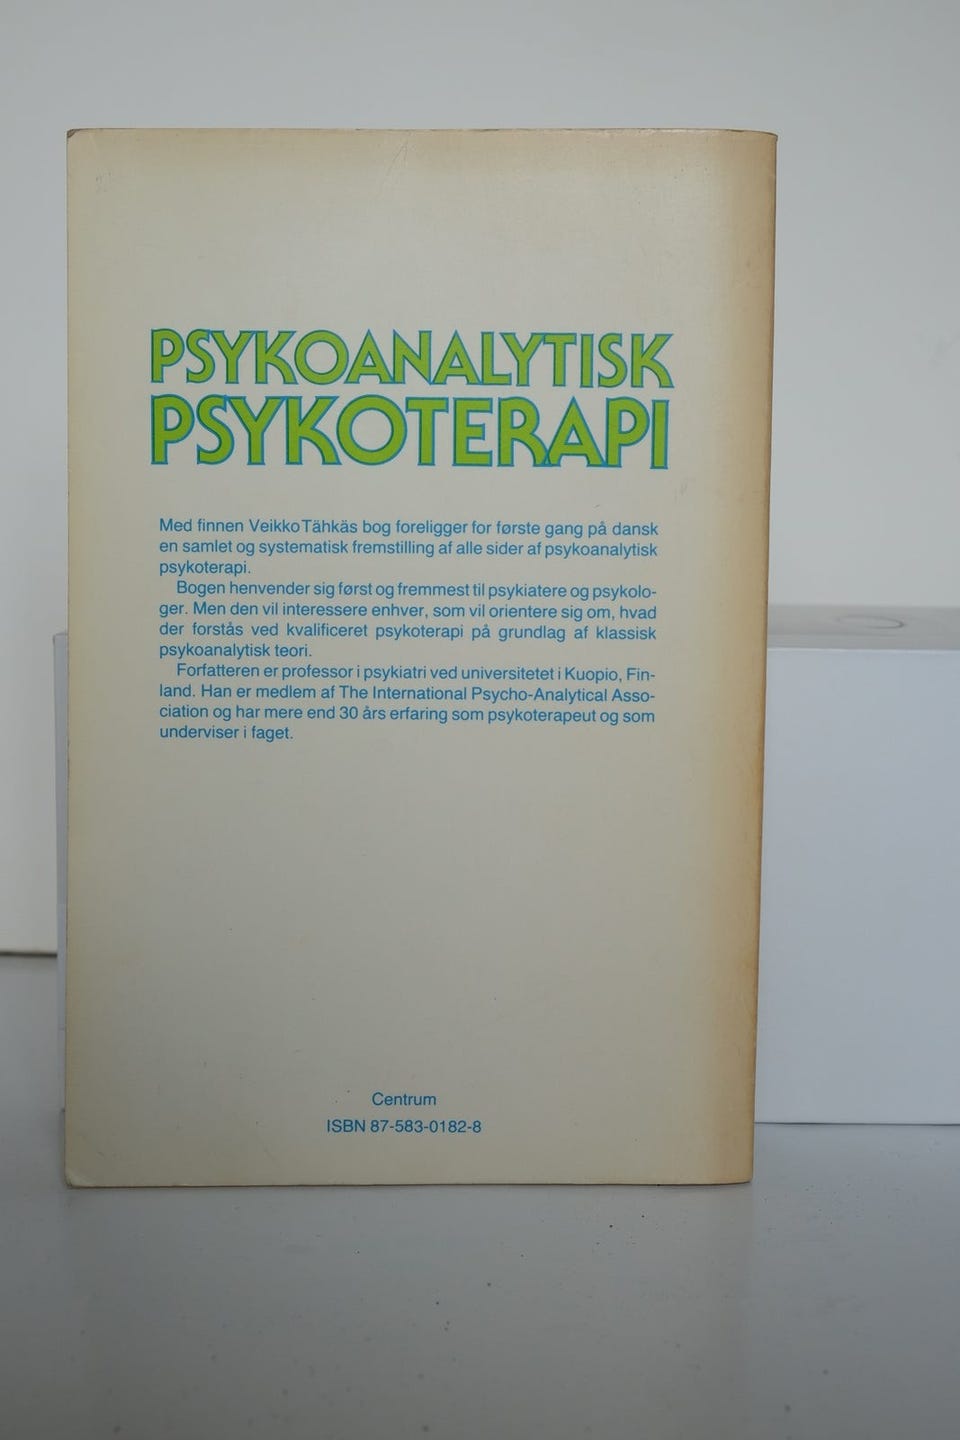 PSYKOANALYTISK
PSYKOTERAPI
Med finnen Veikko Tähkäs bog foreligger for første gang på dansk
en samlet og systematisk fremstilling af alle sider af psykoanalytisk
psykoterapi.
Bogen henvender sig først og fremmest til psykiatere og psykolo-
ger. Men den vil interessere enhver, som vil orientere sig om, hvad
der forstås ved kvalificeret psykoterapi på grundlag af klassisk
psykoanalytisk teori.
Forfatteren er professor i psykiatri ved universitetet i Kuopio, Fin-
land. Han er medlem af The International Psycho-Analytical Asso-
ciation og har mere end 30 års erfaring som psykoterapeut og som
underviser i faget.
Centrum
ISBN 87-583-0182-8